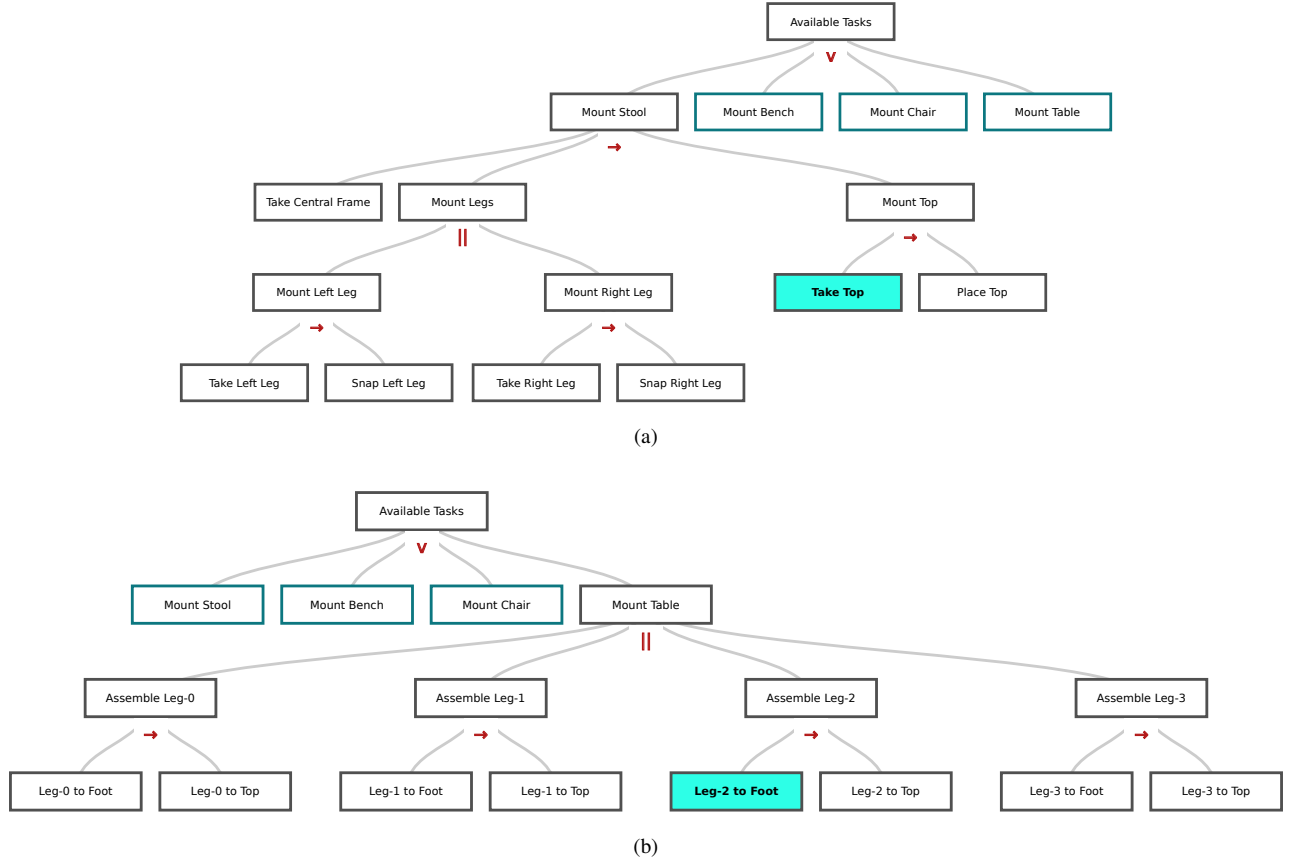 Available Tasks
v
Mount Stool
Mount Bench
Mount Chair
Mount Table
→
Take Central Frame
Mount Legs
Mount Top
||
→
Mount Left Leg
Mount Right Leg
Take Top
Place Top
→
→
Take Left Leg
Snap Left Leg
Take Right Leg
Snap Right Leg
(a)
Available Tasks
v
Mount Stool
Mount Bench
Mount Chair
Mount Table
||
Assemble Leg-0
Assemble Leg-1
Assemble Leg-2
Assemble Leg-3
→
→
→
→
Leg-0 to Foot
Leg-0 to Top
Leg-1 to Foot
Leg-1 to Top
Leg-2 to Foot
Leg-2 to Top
Leg-3 to Foot
Leg-3 to Top
(b)